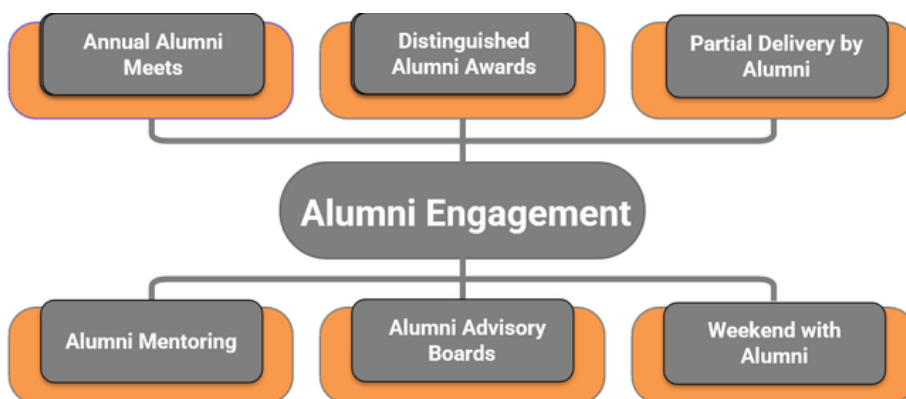 Annual Alumni
Meets
Distinguished
Alumni Awards
Partial Delivery by
Alumni
Alumni Engagement
Alumni Mentoring
Alumni Advisory
Boards
Weekend with
Alumni